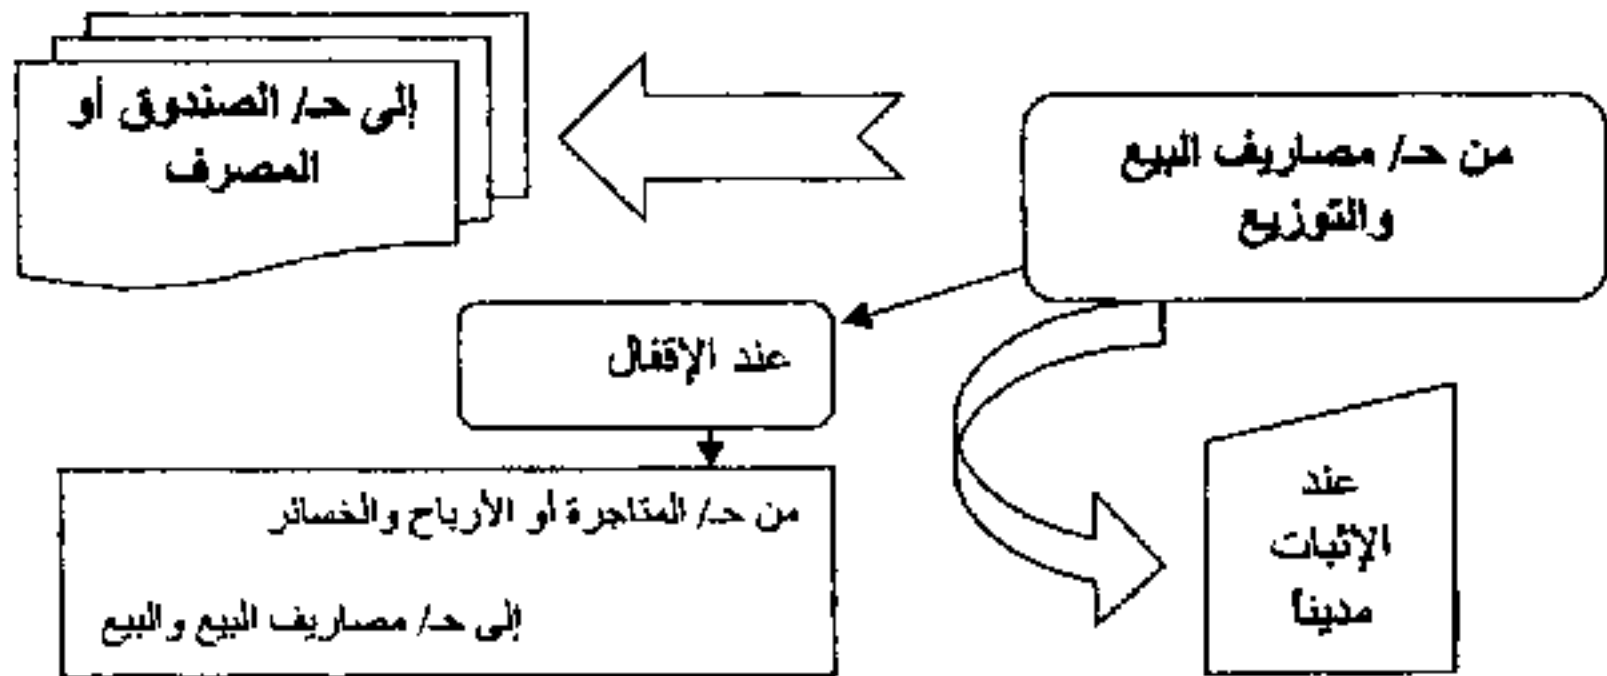 من حـ/ مصاريف البيع
والتوزيع
إلى حـ/ الصندوق أو
المصرف
عند الإقفال
من حـ/ المتاجرة أو الأرباح والخسائر
إلى حـ/ مصاريف البيع والبيع
عند
الإثبات
مدينا